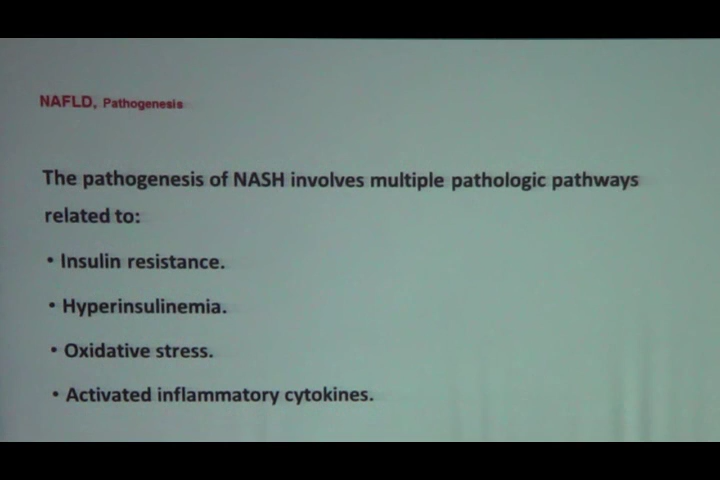 NAFLD, Pathogenesis
The pathogenesis of NASH involves multiple pathologic pathways
related to:
• Insulin resistance.
• Hyperinsulinemia.
• Oxidative stress.
• Activated inflammatory cytokines.